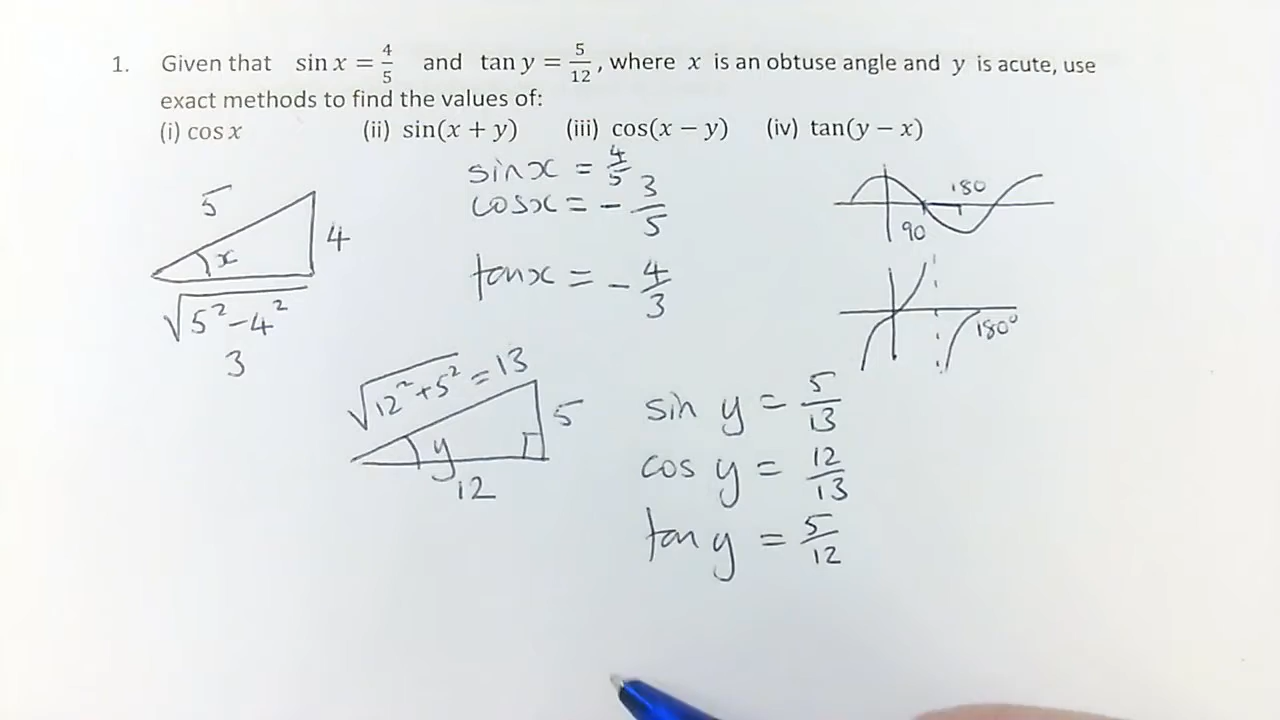 1. Given that sin x = 4/5 and tan y = 5/12, where x is an obtuse angle and y is acute, use
exact methods to find the values of:
(i) cos x (ii) sin(x + y) (iii) cos(x − y) (iv) tan(y − x)
sin x = 4/5
cos x = − 3/5
tan x = − 4/3
5
4
x
√(5² − 4²)
3
180
90
180°
√(12² + 5²) = 13
5
y
12
sin y = 5/13
cos y = 12/13
tan y = 5/12